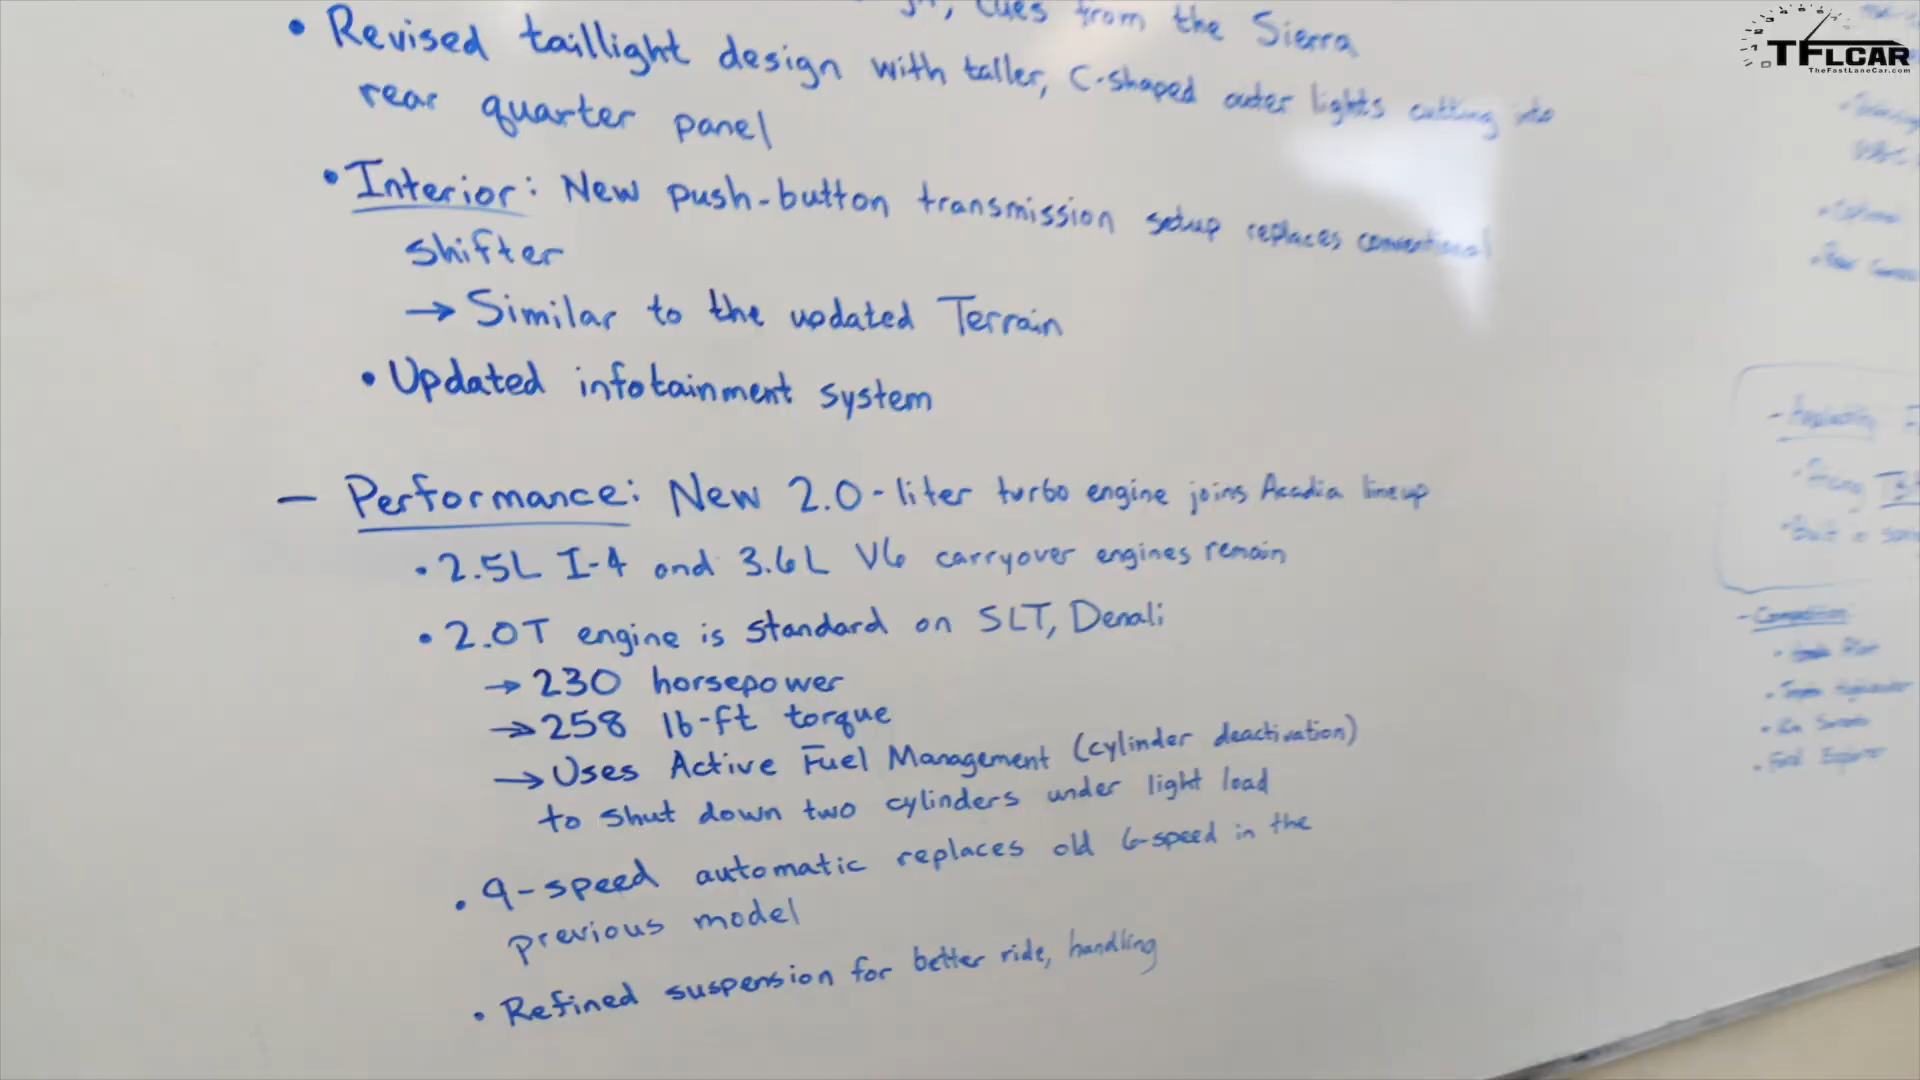 cues from the Sierra
• Revised taillight design with taller, C-shaped outer lights cutting into
rear quarter panel
• Interior: New push-button transmission setup replaces conventional
shifter
→ Similar to the updated Terrain
• Updated infotainment system
— Performance: New 2.0-liter turbo engine joins Acadia lineup
• 2.5L I-4 and 3.6L V6 carryover engines remain
• 2.0T engine is standard on SLT, Denali
→ 230 horsepower
→ 258 lb-ft torque
→ Uses Active Fuel Management (cylinder deactivation)
to shut down two cylinders under light load
• 9-speed automatic replaces old 6-speed in the
previous model
• Refined suspension for better ride, handling
TFLCAR
TheFastLaneCar.com
- Availability
- Competition